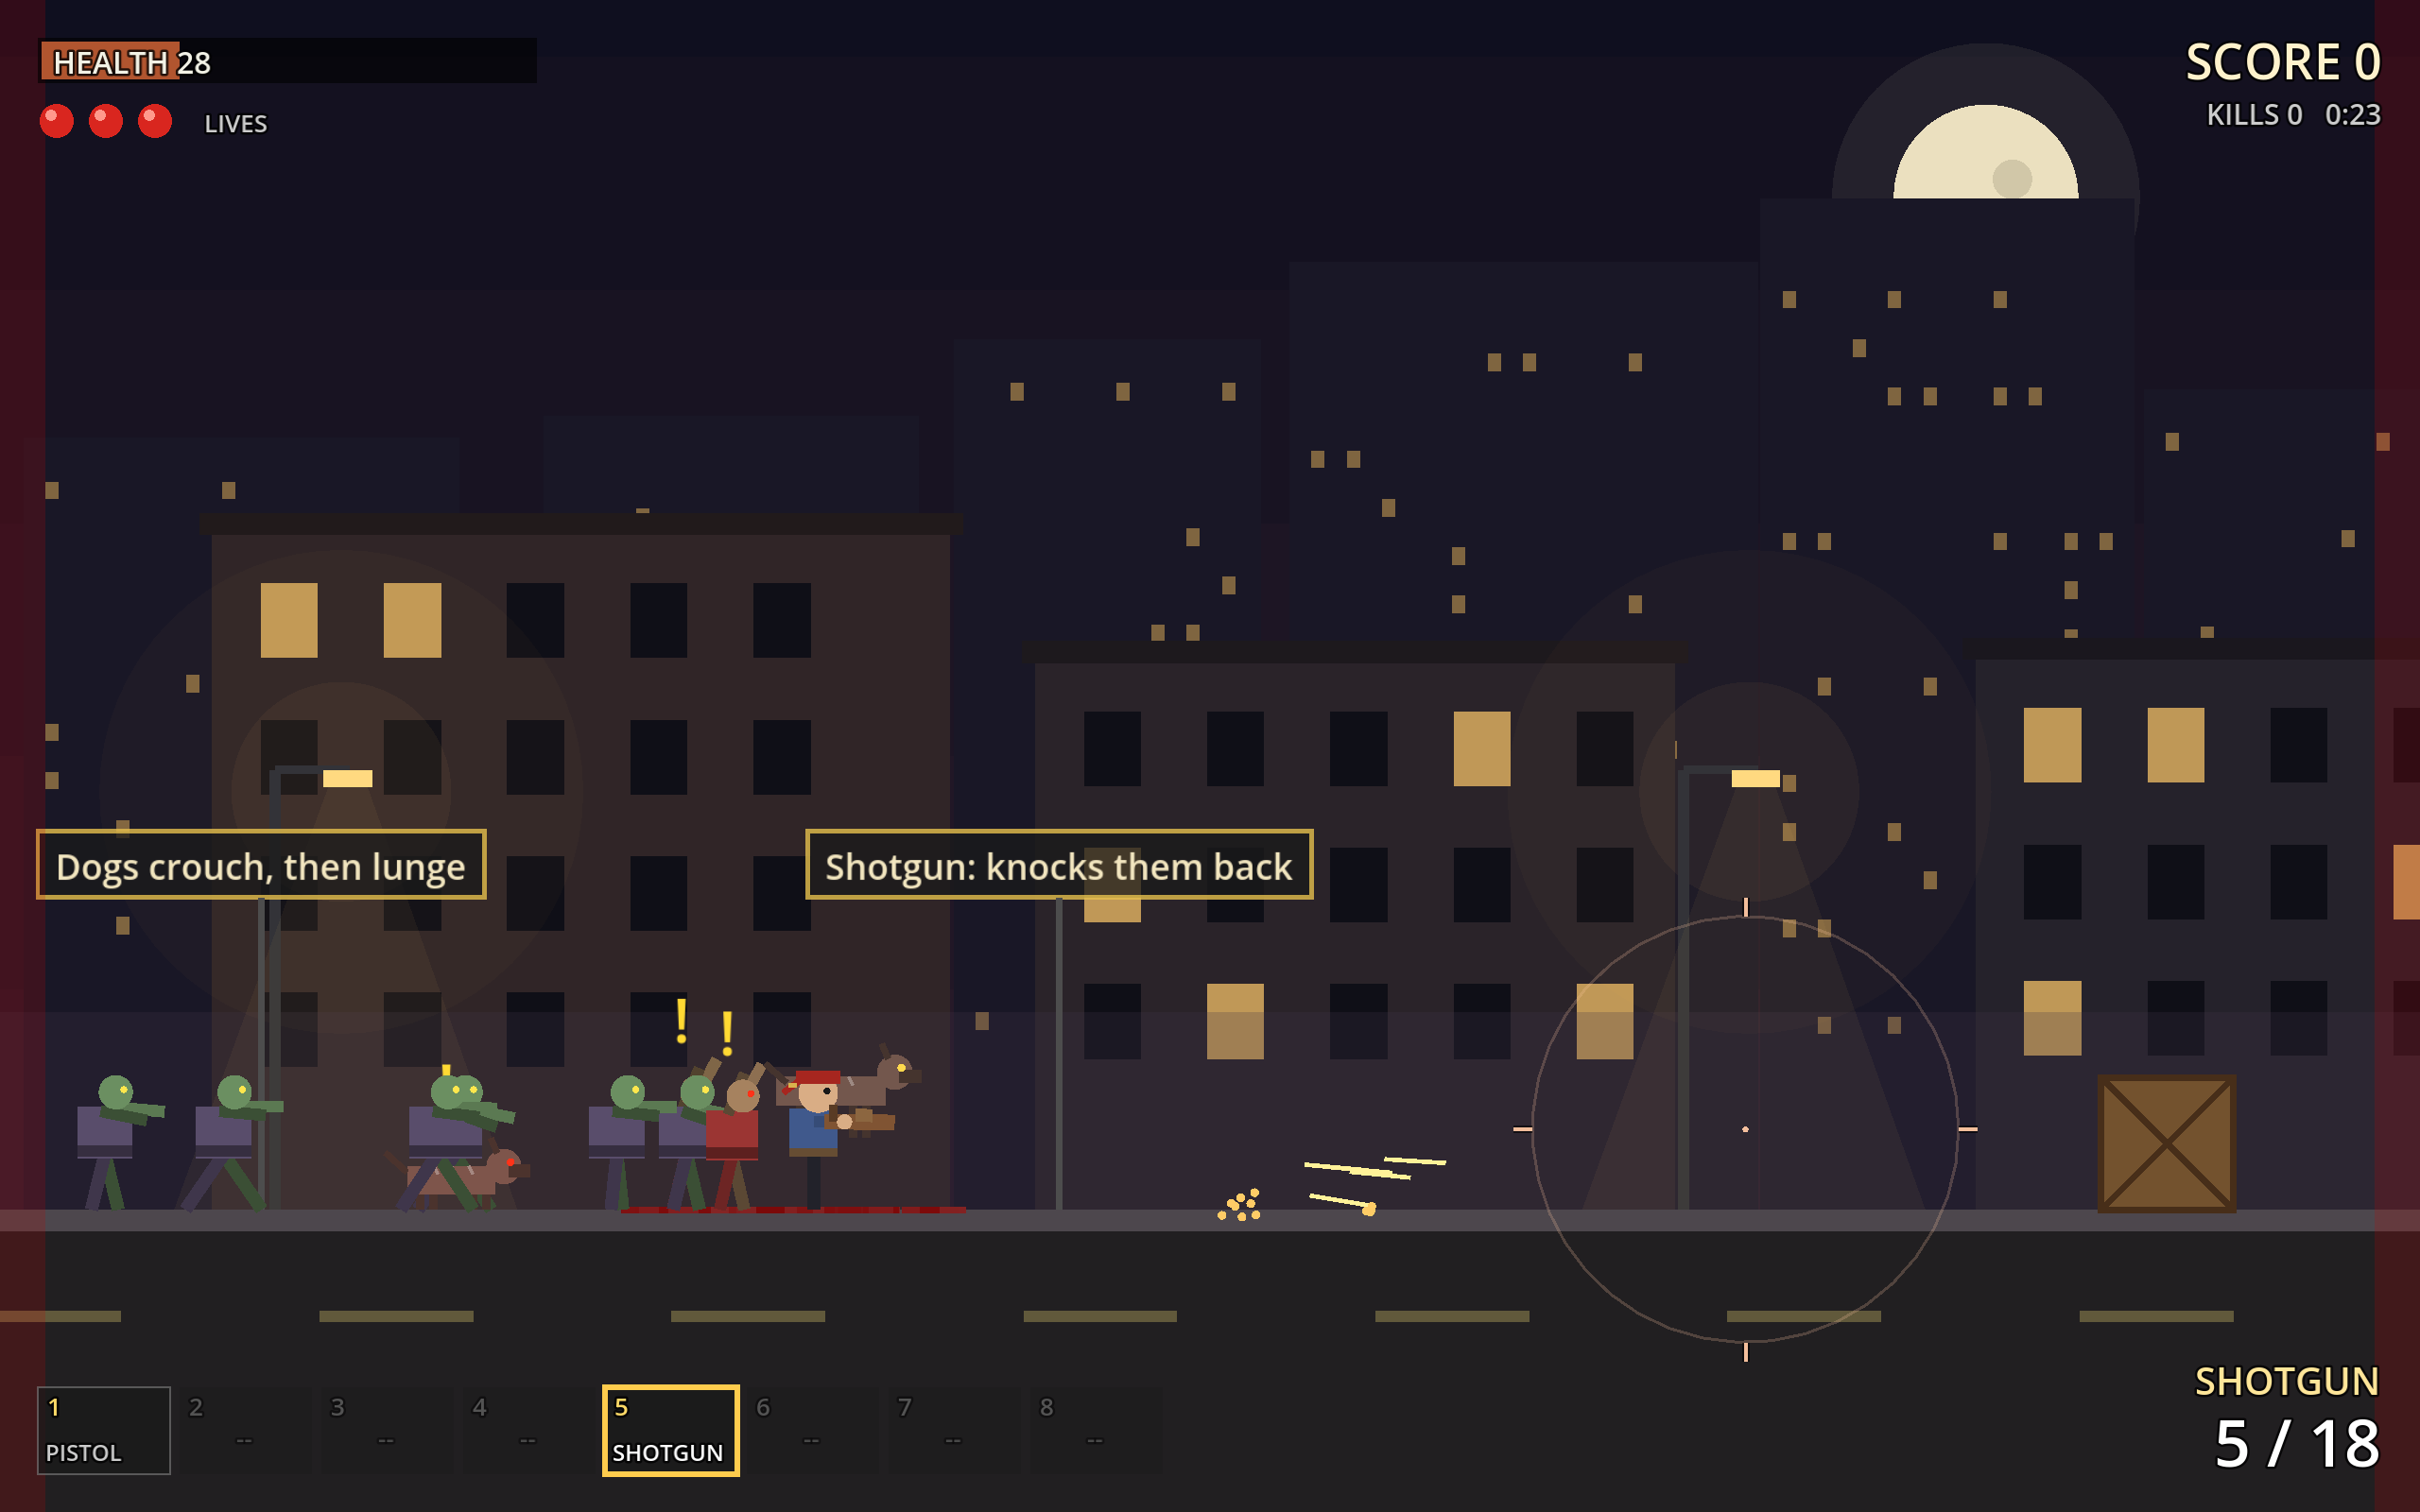 HEALTH 28
LIVES
SCORE 0
KILLS 0 0:23
Dogs crouch, then lunge
Shotgun: knocks them back
! !
1 2 3 4 5 6 7 8
PISTOL -- -- -- SHOTGUN -- -- --
SHOTGUN
5 / 18